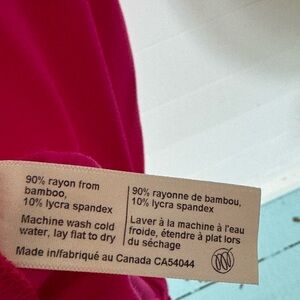 90% rayon from
bamboo,
10% lycra spandex
Machine wash cold
water, lay flat to dry
90% rayonne de bambou,
10% lycra spandex
Laver à la machine à l'eau
froide, étendre à plat lors
du séchage
Made in/fabriqué au Canada CA54044